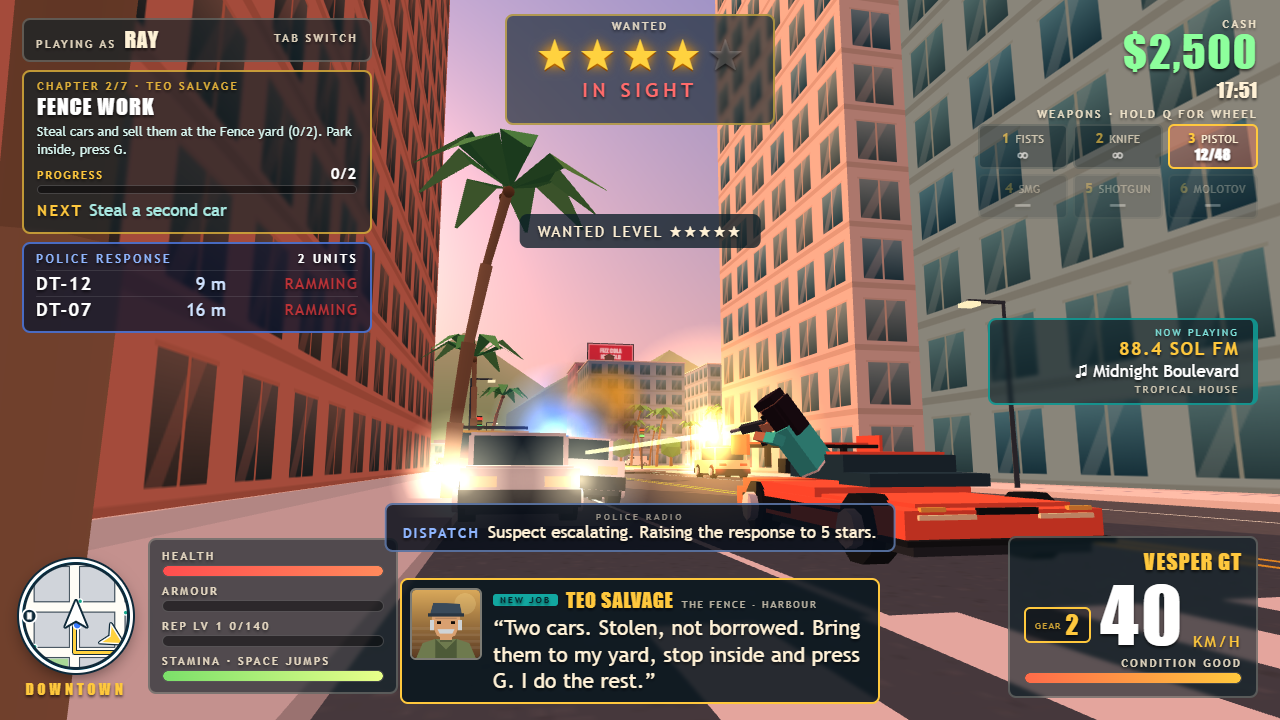 PLAYING AS RAY TAB SWITCH
CHAPTER 2/7 · TEO SALVAGE
FENCE WORK
Steal cars and sell them at the Fence yard (0/2). Park
inside, press G.
PROGRESS 0/2
NEXT Steal a second car
POLICE RESPONSE 2 UNITS
DT-12 9 m RAMMING
DT-07 16 m RAMMING
WANTED
IN SIGHT
WANTED LEVEL ★★★★★
CASH
$2,500
17:51
WEAPONS · HOLD Q FOR WHEEL
1 FISTS 2 KNIFE 3 PISTOL
∞ ∞ 12/48
4 SMG 5 SHOTGUN 6 MOLOTOV
— — —
NOW PLAYING
88.4 SOL FM
♫ Midnight Boulevard
TROPICAL HOUSE
POLICE RADIO
DISPATCH Suspect escalating. Raising the response to 5 stars.
HEALTH
ARMOUR
REP LV 1 0/140
STAMINA · SPACE JUMPS
DOWNTOWN
NEW JOB TEO SALVAGE THE FENCE · HARBOUR
“Two cars. Stolen, not borrowed. Bring
them to my yard, stop inside and press
G. I do the rest.”
VESPER GT
GEAR 2 40 KM/H
CONDITION GOOD